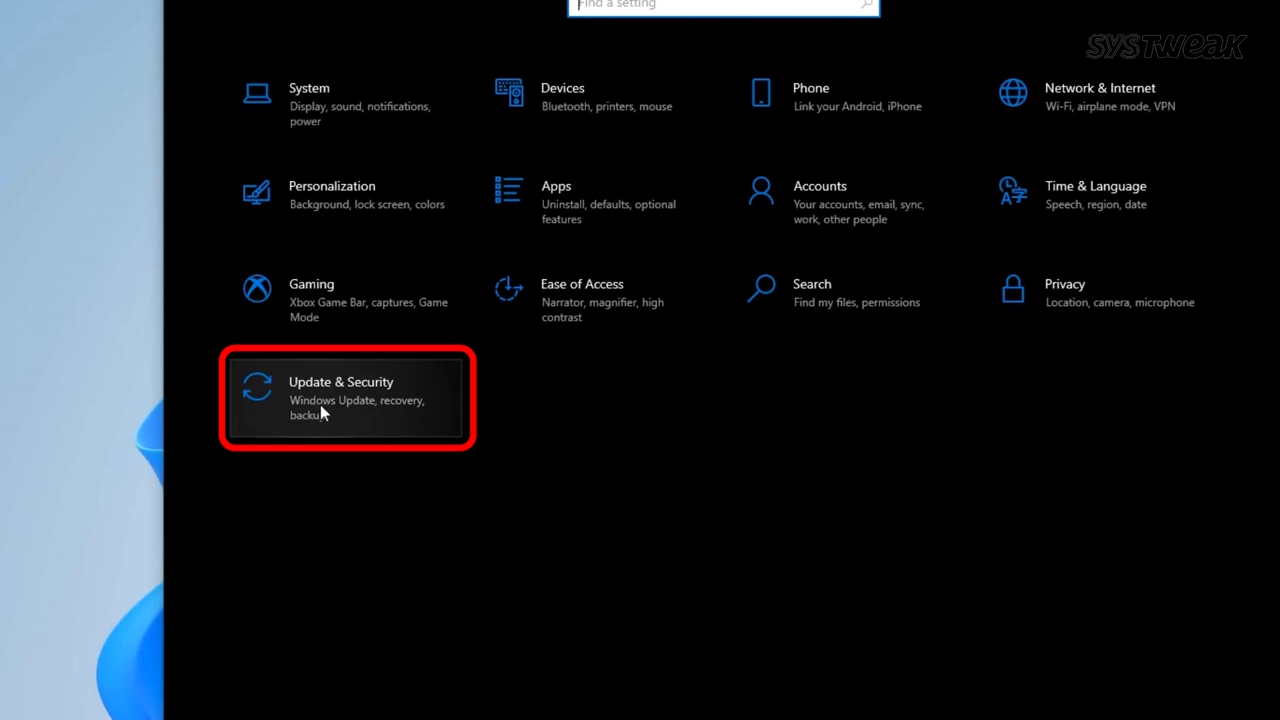 Find a setting
SYSTWEAK
System
Display, sound, notifications,
power
Devices
Bluetooth, printers, mouse
Phone
Link your Android, iPhone
Network & Internet
Wi-Fi, airplane mode, VPN
Personalization
Background, lock screen, colors
Apps
Uninstall, defaults, optional
features
Accounts
Your accounts, email, sync,
work, other people
Time & Language
Speech, region, date
Gaming
Xbox Game Bar, captures, Game
Mode
Ease of Access
Narrator, magnifier, high
contrast
Search
Find my files, permissions
Privacy
Location, camera, microphone
Update & Security
Windows Update, recovery,
backup